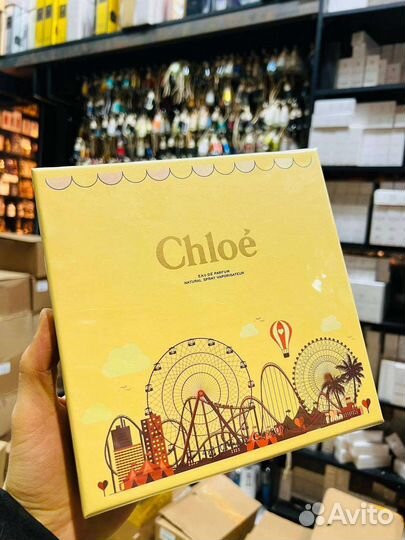 Chloé
EAU DE PARFUM
NATURAL SPRAY VAPORISATEUR
Avito